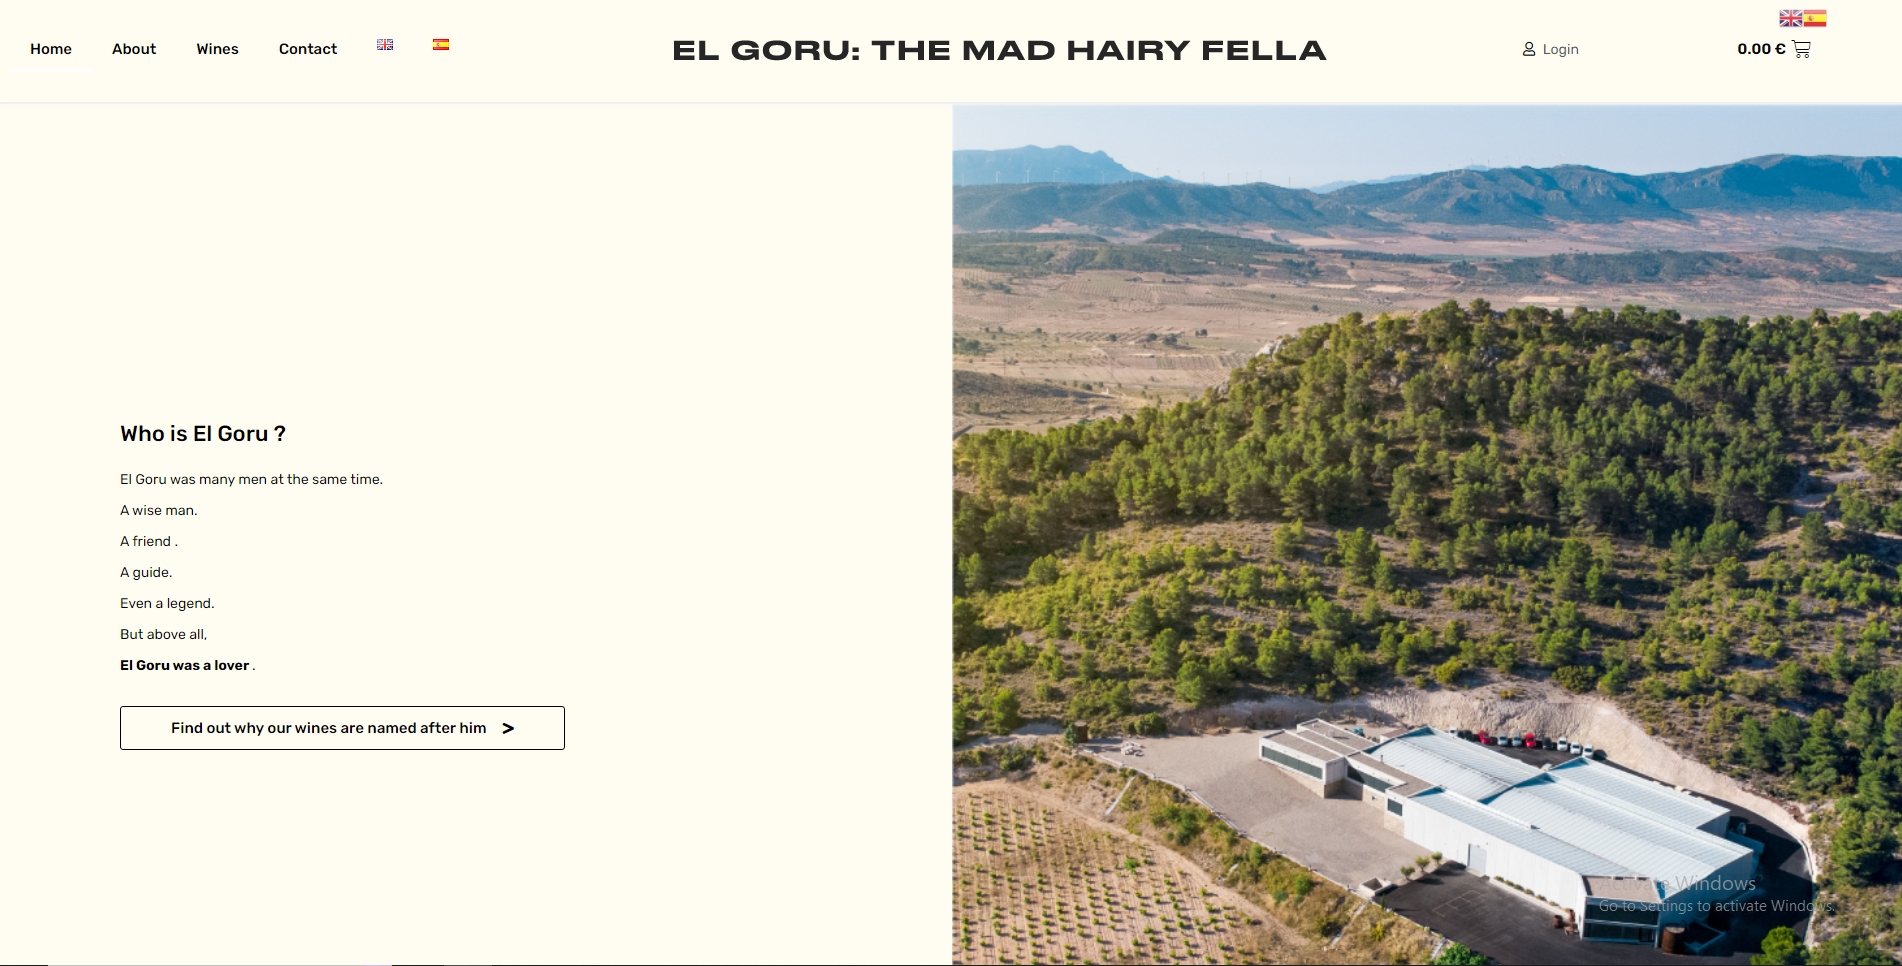 Home About Wines Contact
EL GORU: THE MAD HAIRY FELLA
Login
0.00 €
Who is El Goru ?
El Goru was many men at the same time.
A wise man.
A friend .
A guide.
Even a legend.
But above all,
El Goru was a lover .
Find out why our wines are named after him >
Activate Windows
Go to Settings to activate Windows.